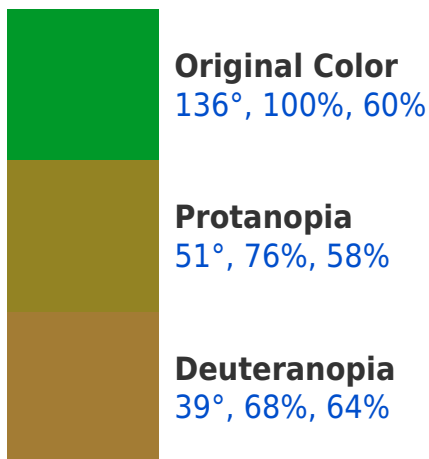 Original Color
136°, 100%, 60%
Protanopia
51°, 76%, 58%
Deuteranopia
39°, 68%, 64%